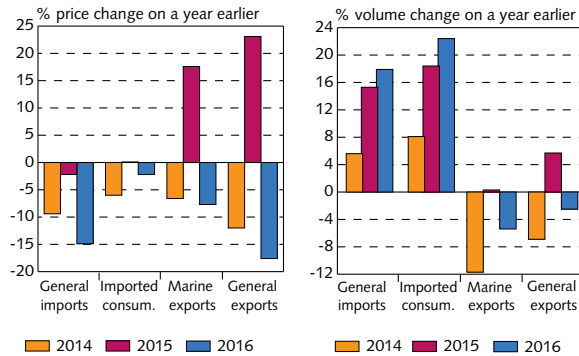 % price change on a year earlier
25
20
15
10
5
0
-5
-10
-15
-20
General imports
Imported consum.
Marine exports
General exports
2014 2015 2016
% volume change on a year earlier
24
20
16
12
8
4
0
-4
-8
-12
General imports
Imported consum.
Marine exports
General exports
2014 2015 2016